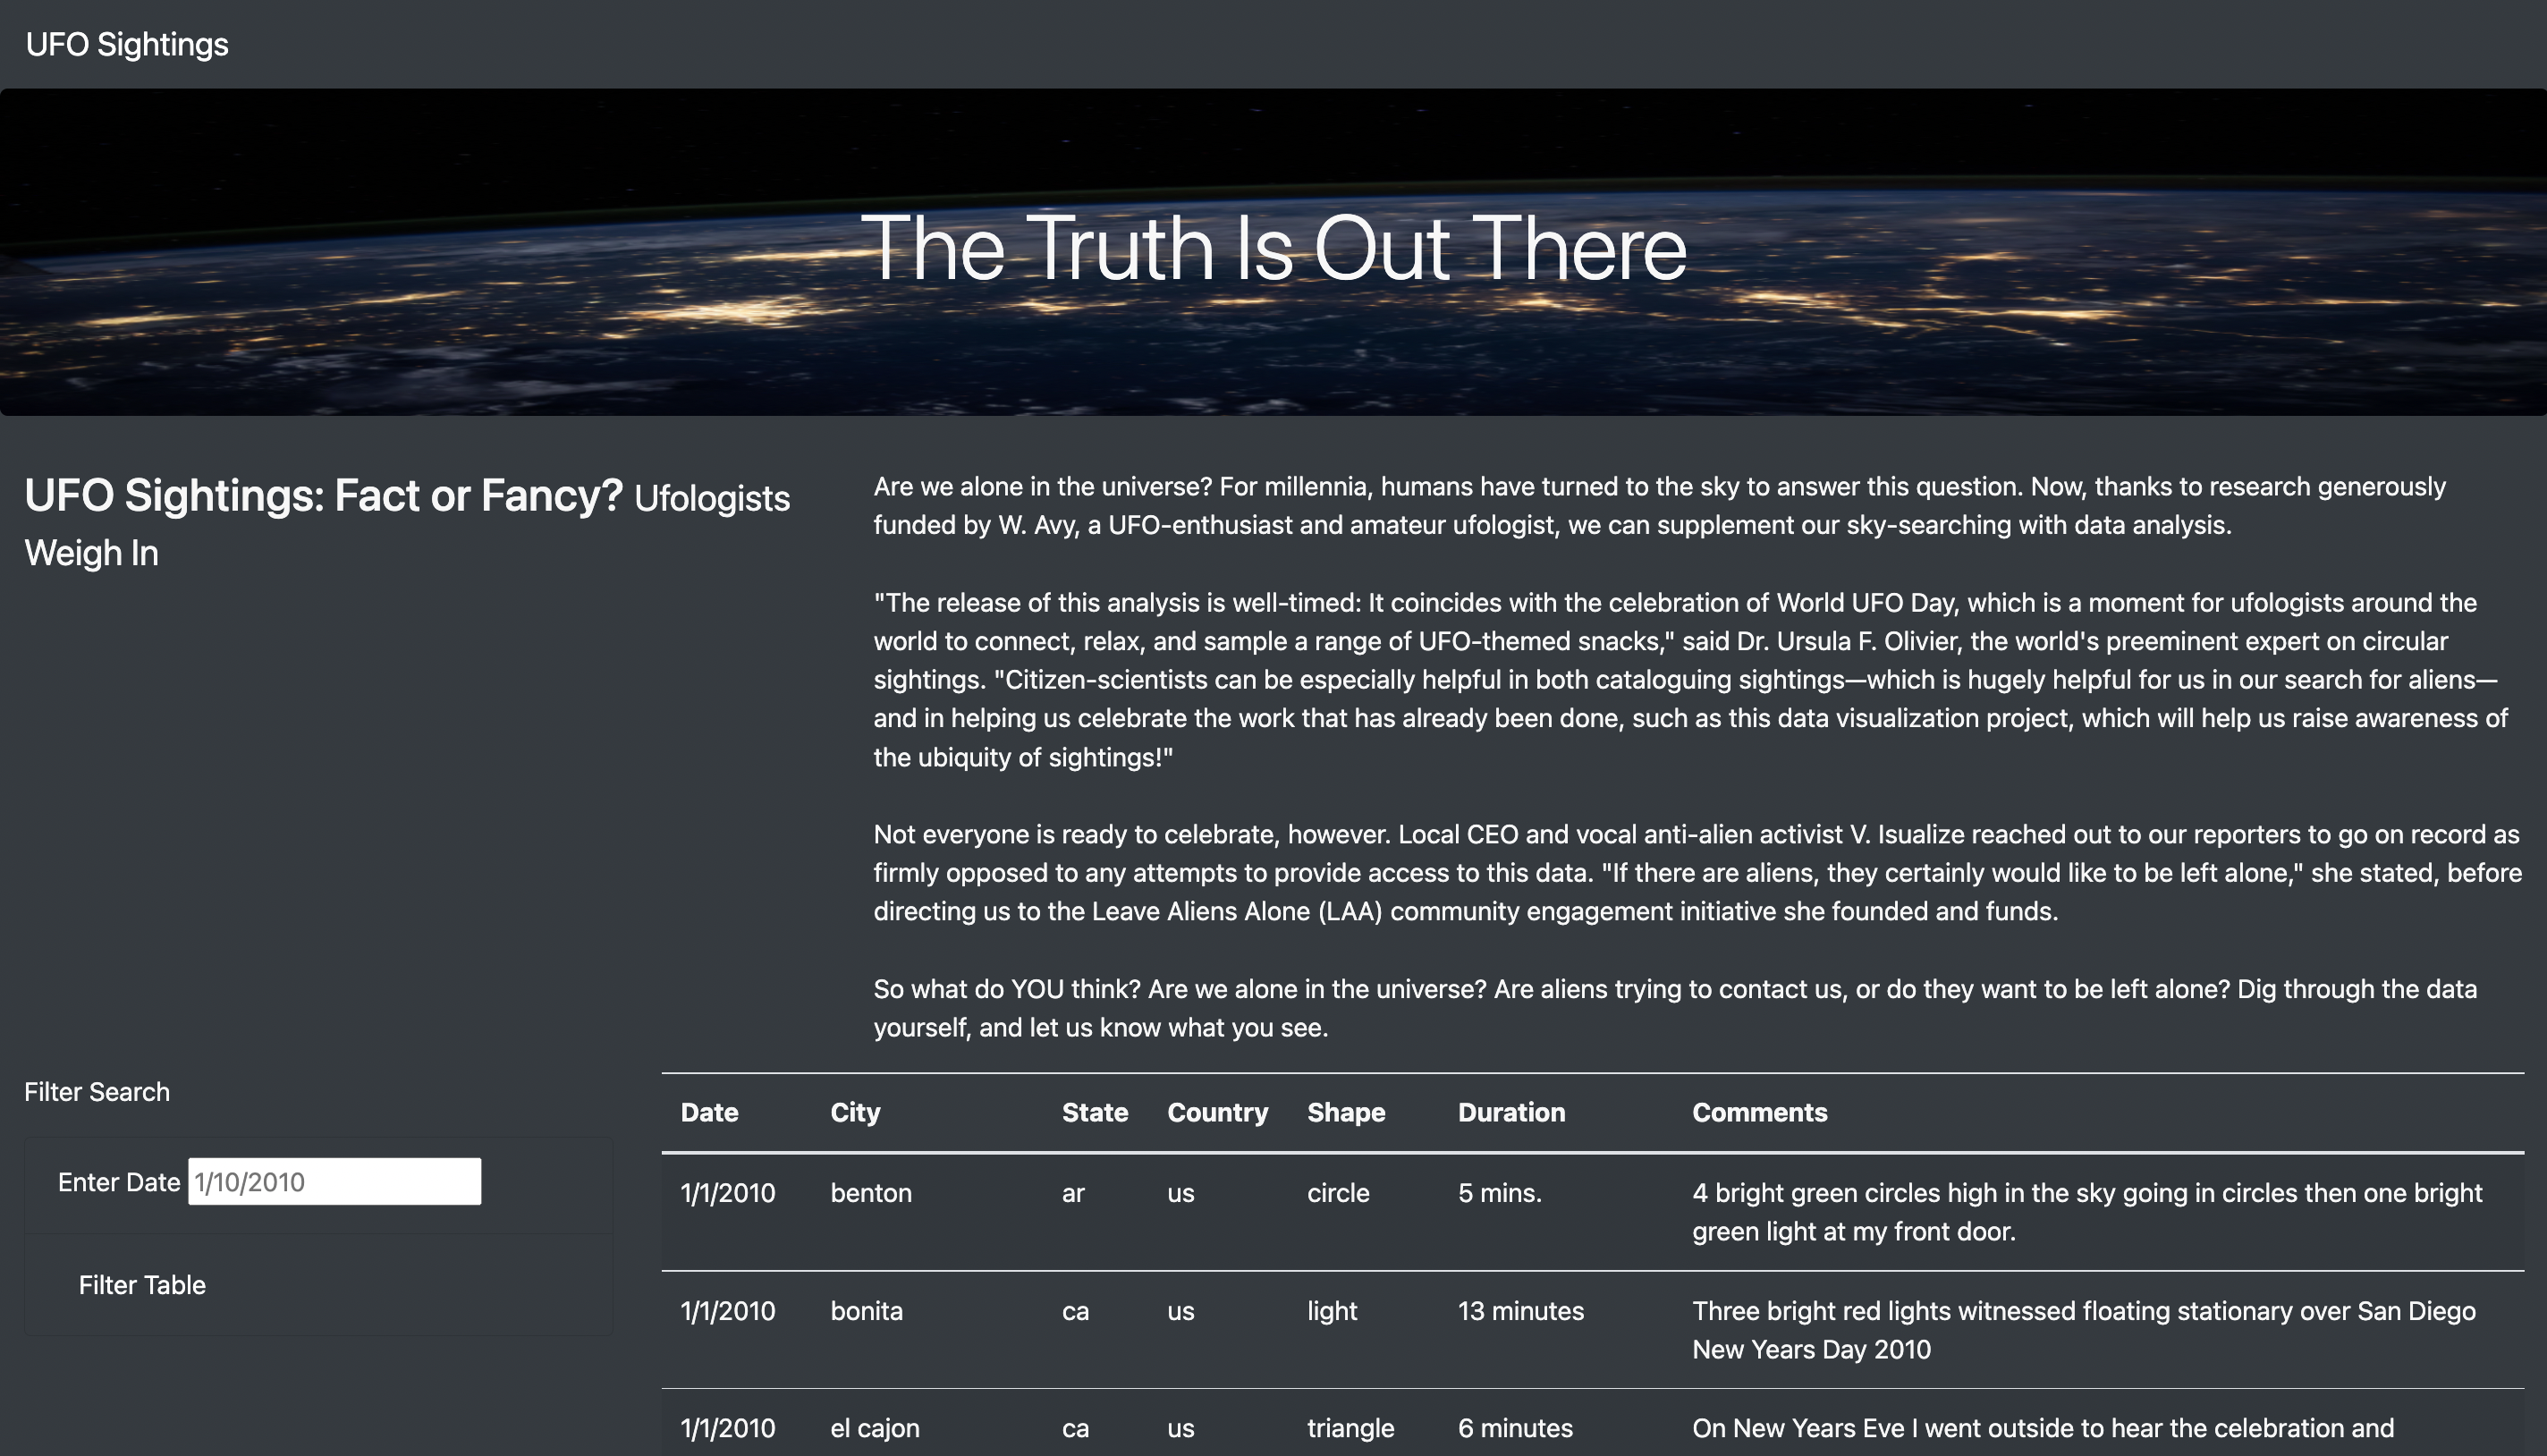 UFO Sightings
The Truth Is Out There
UFO Sightings: Fact or Fancy? Ufologists
Weigh In
Are we alone in the universe? For millennia, humans have turned to the sky to answer this question. Now, thanks to research generously
funded by W. Avy, a UFO-enthusiast and amateur ufologist, we can supplement our sky-searching with data analysis.
"The release of this analysis is well-timed: It coincides with the celebration of World UFO Day, which is a moment for ufologists around the
world to connect, relax, and sample a range of UFO-themed snacks," said Dr. Ursula F. Olivier, the world's preeminent expert on circular
sightings. "Citizen-scientists can be especially helpful in both cataloguing sightings—which is hugely helpful for us in our search for aliens—
and in helping us celebrate the work that has already been done, such as this data visualization project, which will help us raise awareness of
the ubiquity of sightings!"
Not everyone is ready to celebrate, however. Local CEO and vocal anti-alien activist V. Isualize reached out to our reporters to go on record as
firmly opposed to any attempts to provide access to this data. "If there are aliens, they certainly would like to be left alone," she stated, before
directing us to the Leave Aliens Alone (LAA) community engagement initiative she founded and funds.
So what do YOU think? Are we alone in the universe? Are aliens trying to contact us, or do they want to be left alone? Dig through the data
yourself, and let us know what you see.
Filter Search
Enter Date 1/10/2010
Filter Table
Date City State Country Shape Duration Comments
1/1/2010 benton ar us circle 5 mins. 4 bright green circles high in the sky going in circles then one bright
green light at my front door.
1/1/2010 bonita ca us light 13 minutes Three bright red lights witnessed floating stationary over San Diego
New Years Day 2010
1/1/2010 el cajon ca us triangle 6 minutes On New Years Eve I went outside to hear the celebration and